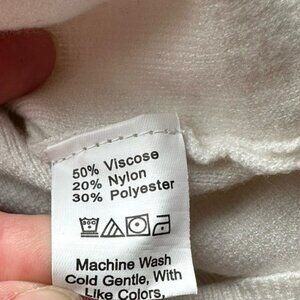 50% Viscose
20% Nylon
30% Polyester
Machine Wash
Cold Gentle, With
Like Colors,